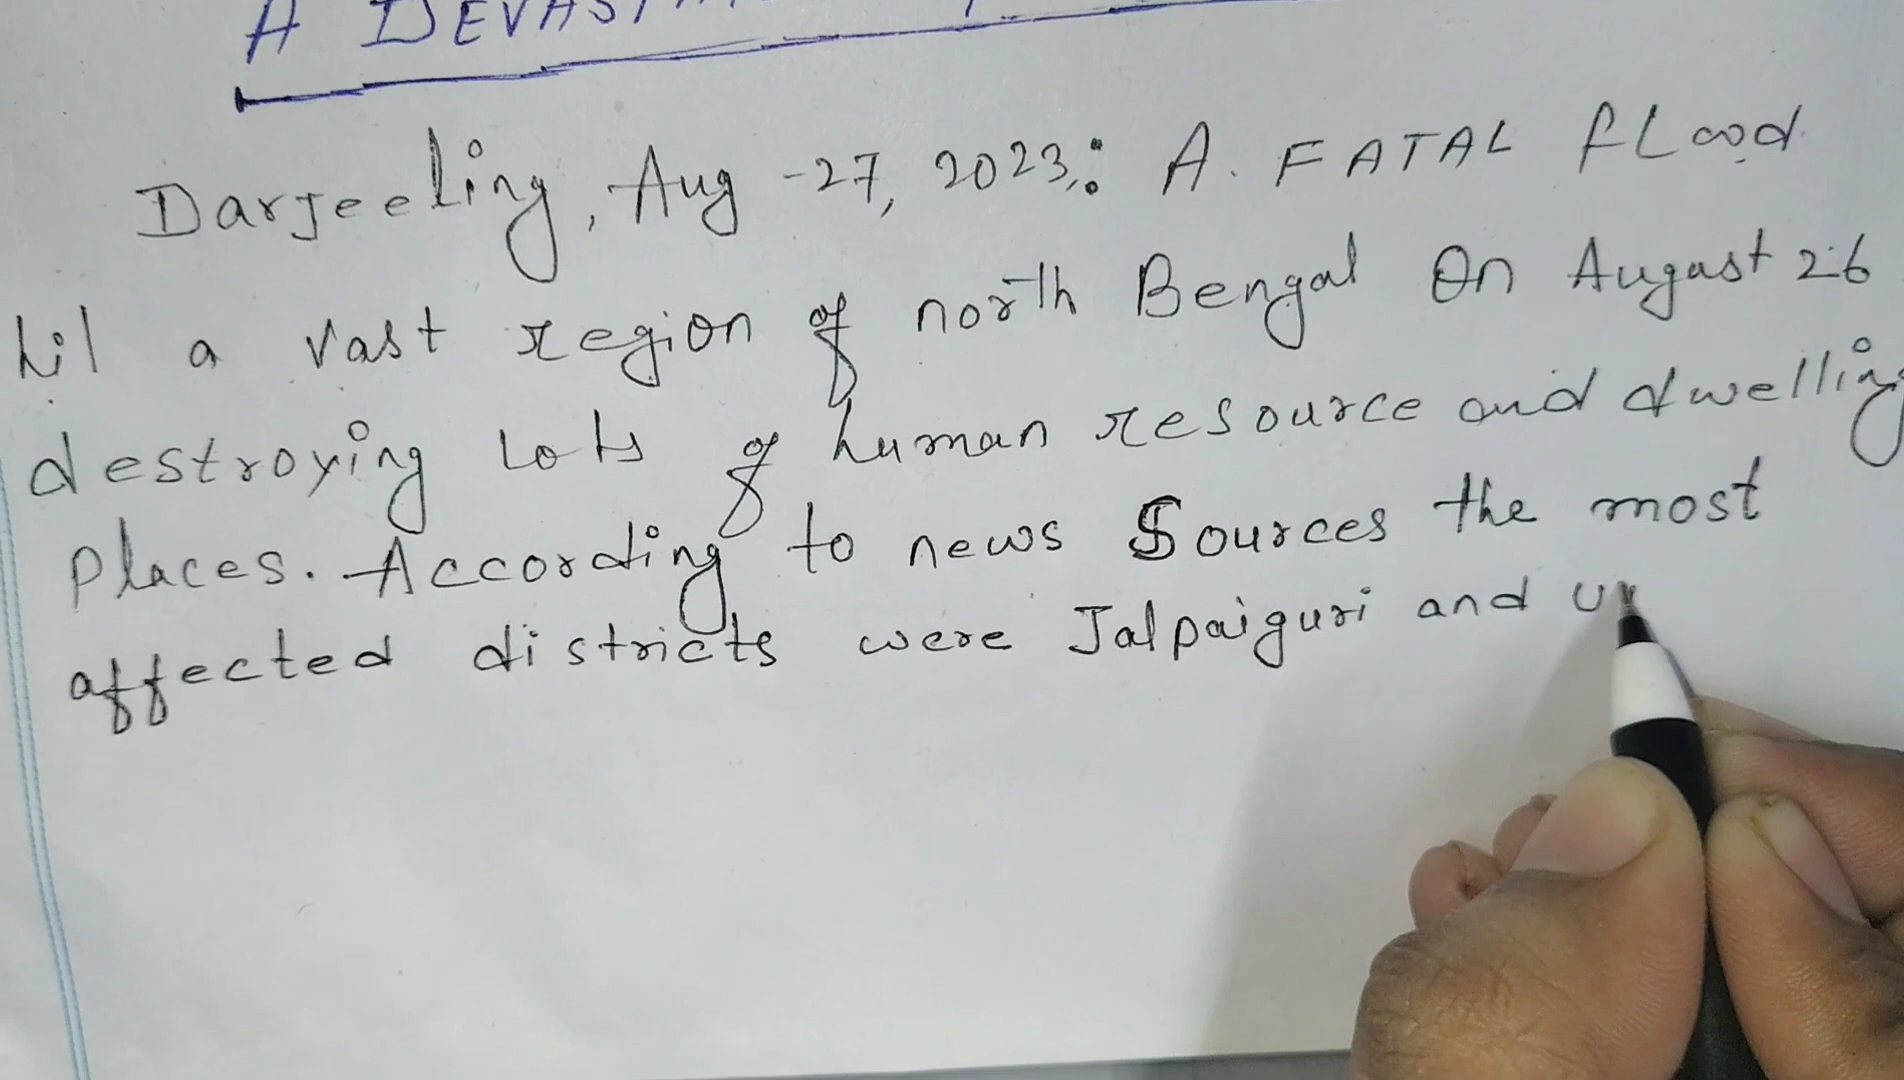 A DEVASTA
Darjeeling, Aug -27, 2023,: A. FATAL fLood
hil a vast region of north Bengal On August 26
destroying Lots of human resource and dwelling
places. According to news Sources the most
affected districts were Jalpaiguri and